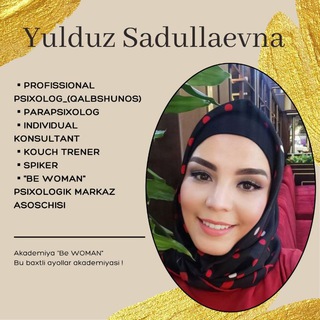 Yulduz Sadullaevna
▪ PROFISSIONAL
PSIXOLOG_(QALBSHUNOS)
▪ PARAPSIXOLOG
▪ INDIVIDUAL
KONSULTANT
▪ KOUCH TRENER
▪ SPIKER
▪ "BE WOMAN"
PSIXOLOGIK MARKAZ
ASOSCHISI
Akademiya "Be WOMAN"
Bu baxtli ayollar akademiyasi !